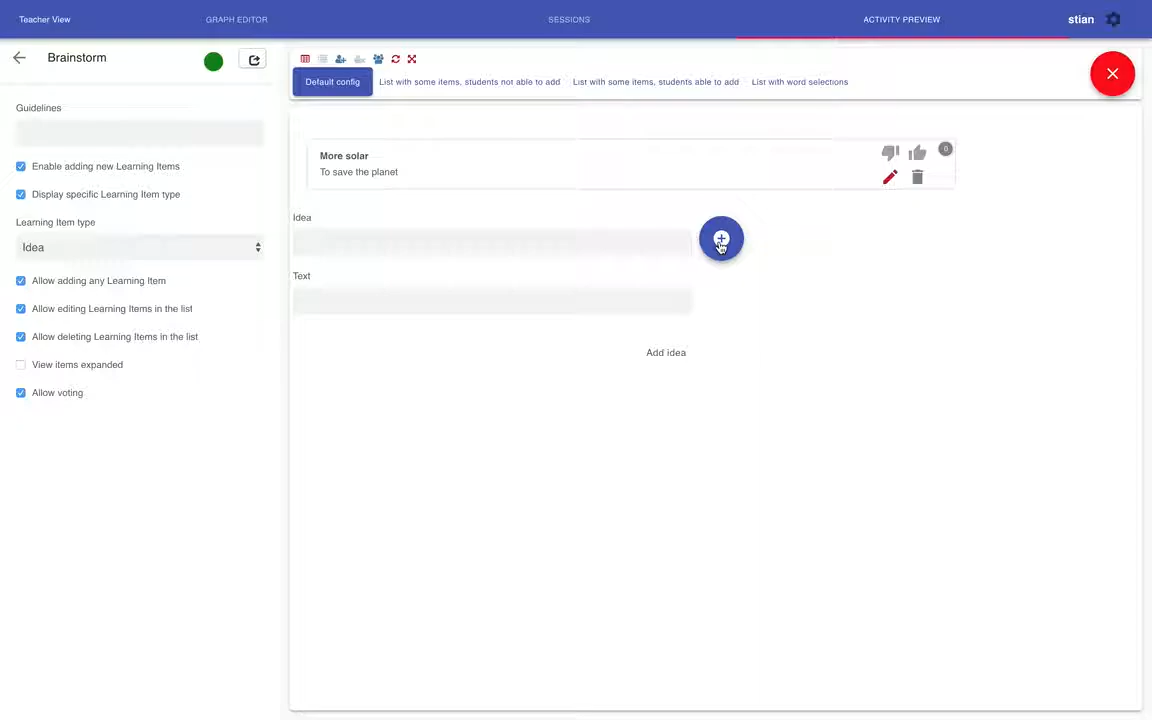 Teacher View
GRAPH EDITOR
SESSIONS
ACTIVITY PREVIEW
stian
Brainstorm
Default config
List with some items, students not able to add
List with some items, students able to add
List with word selections
Guidelines
Enable adding new Learning Items
Display specific Learning Item type
Learning Item type
Idea
Allow adding any Learning Item
Allow editing Learning Items in the list
Allow deleting Learning Items in the list
View items expanded
Allow voting
More solar
To save the planet
0
Idea
Text
Add idea